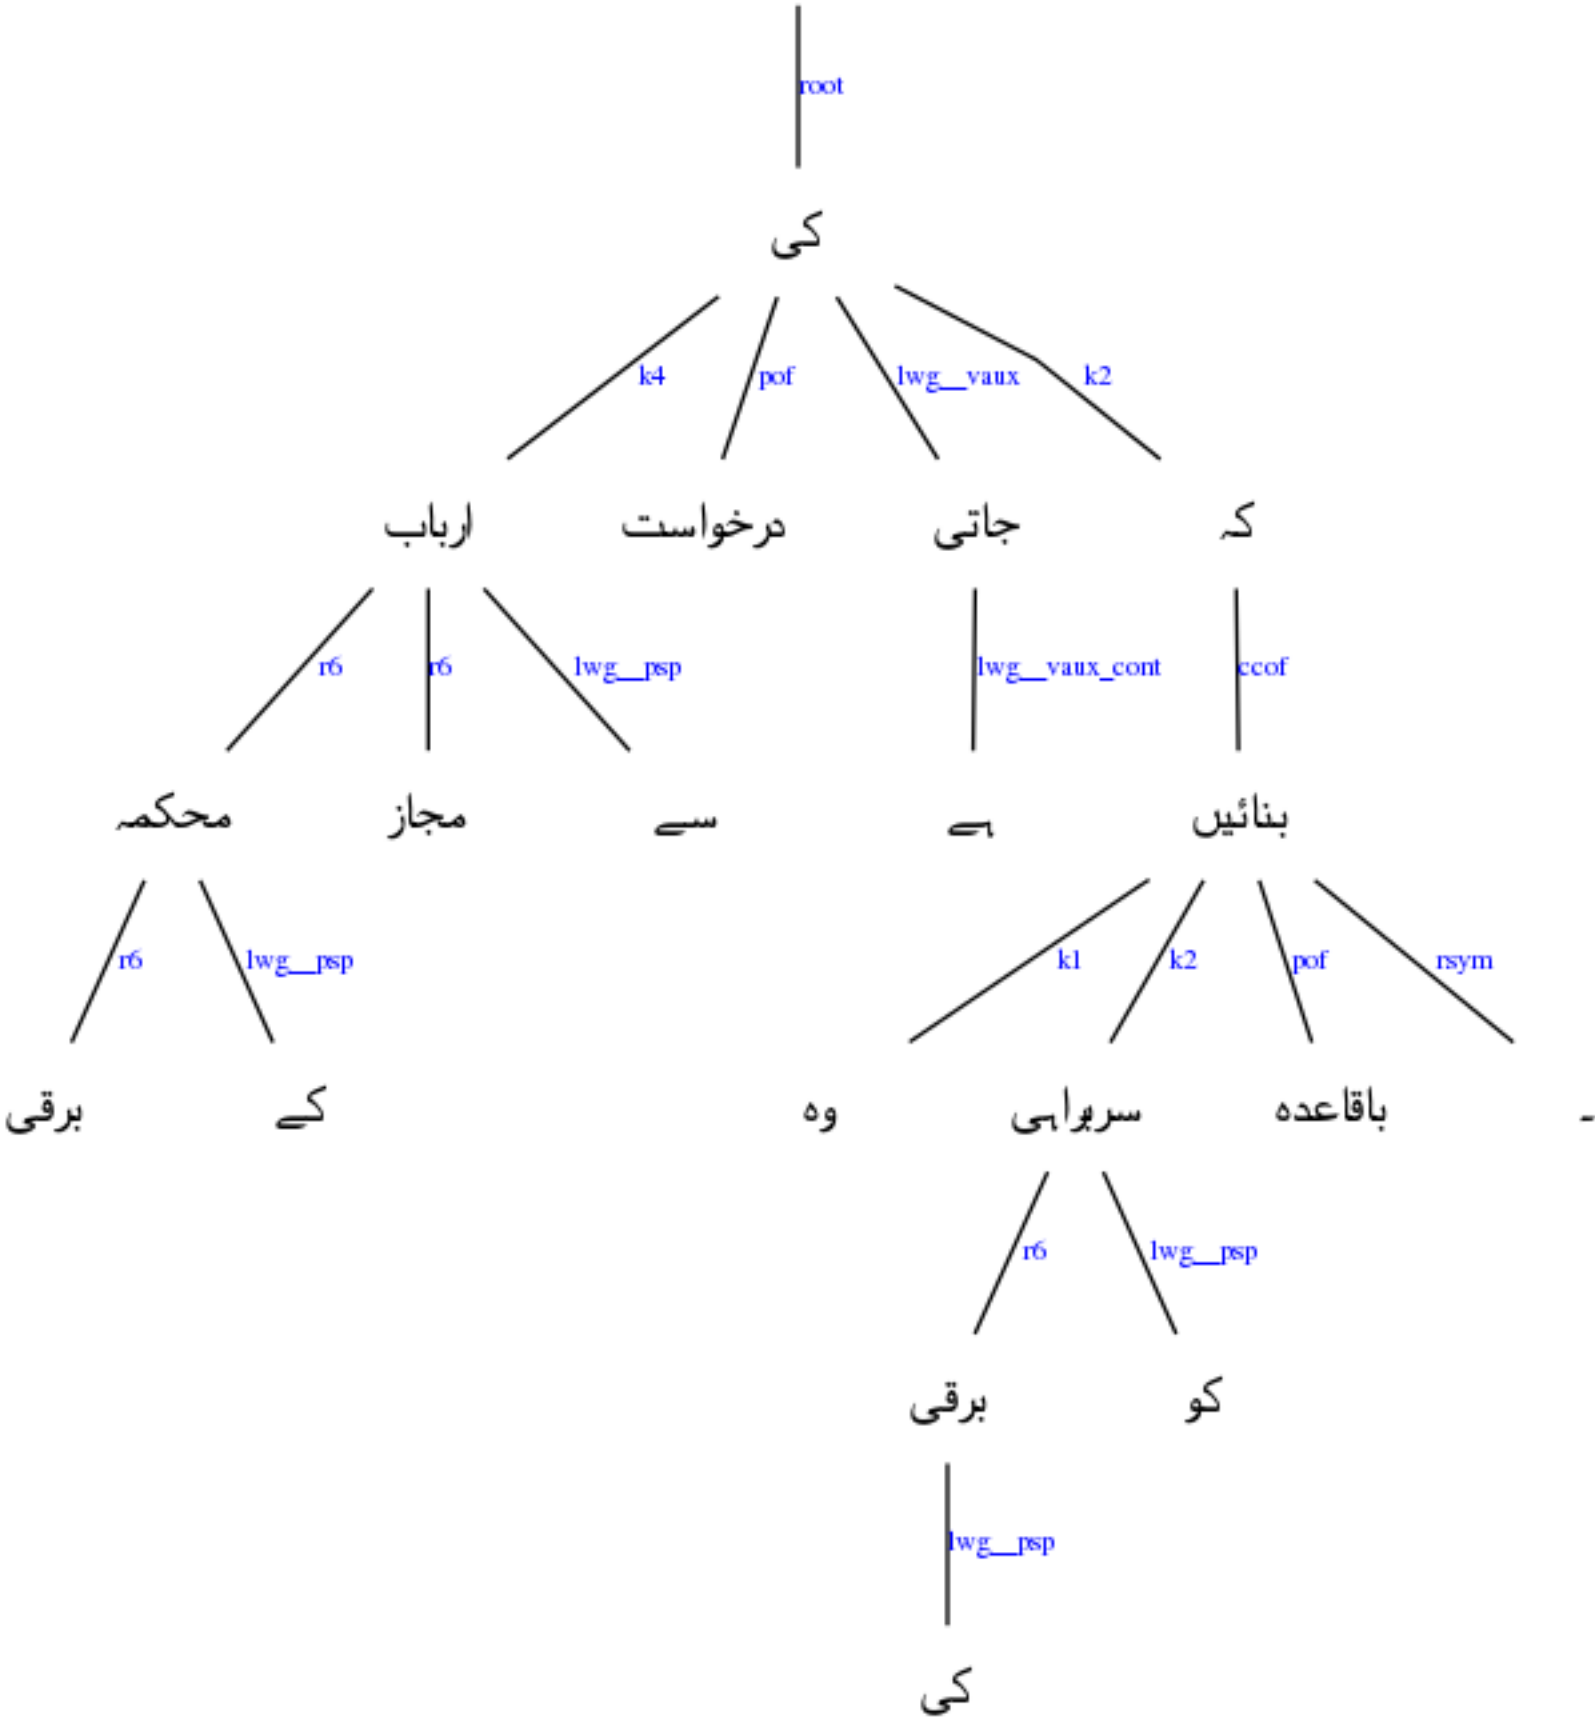 root
کی
k4 pof lwg__vaux k2
ارباب درخواست جاتی کہ
r6 r6 lwg__psp lwg__vaux_cont ccof
محکمہ مجاز سے ہے بنائیں
r6 lwg__psp k1 k2 pof rsym
برقی کے وہ سربراہی باقاعدہ ۔
r6 lwg__psp
برقی کو
lwg__psp
کی